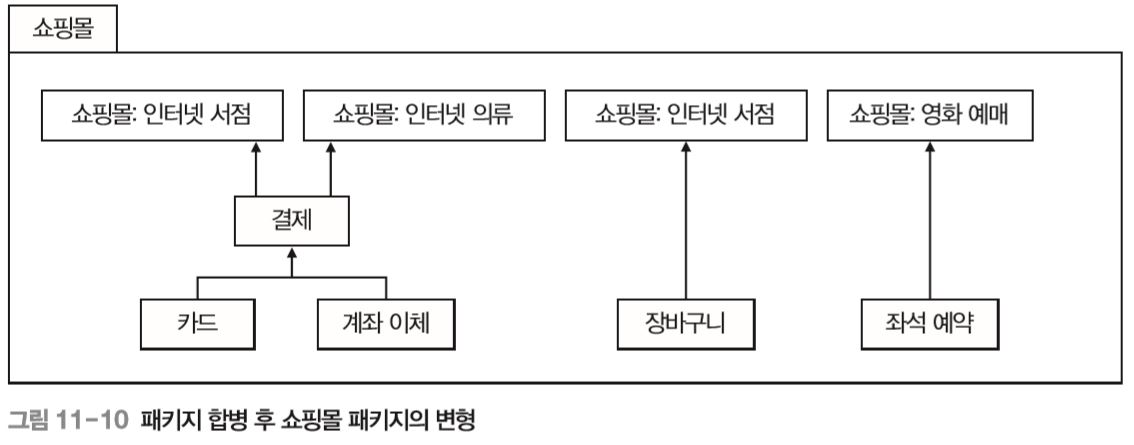 쇼핑몰
쇼핑몰: 인터넷 서점
쇼핑몰: 인터넷 의류
쇼핑몰: 인터넷 서점
쇼핑몰: 영화 예매
결제
카드
계좌 이체
장바구니
좌석 예약
그림 11-10 패키지 합병 후 쇼핑몰 패키지의 변형